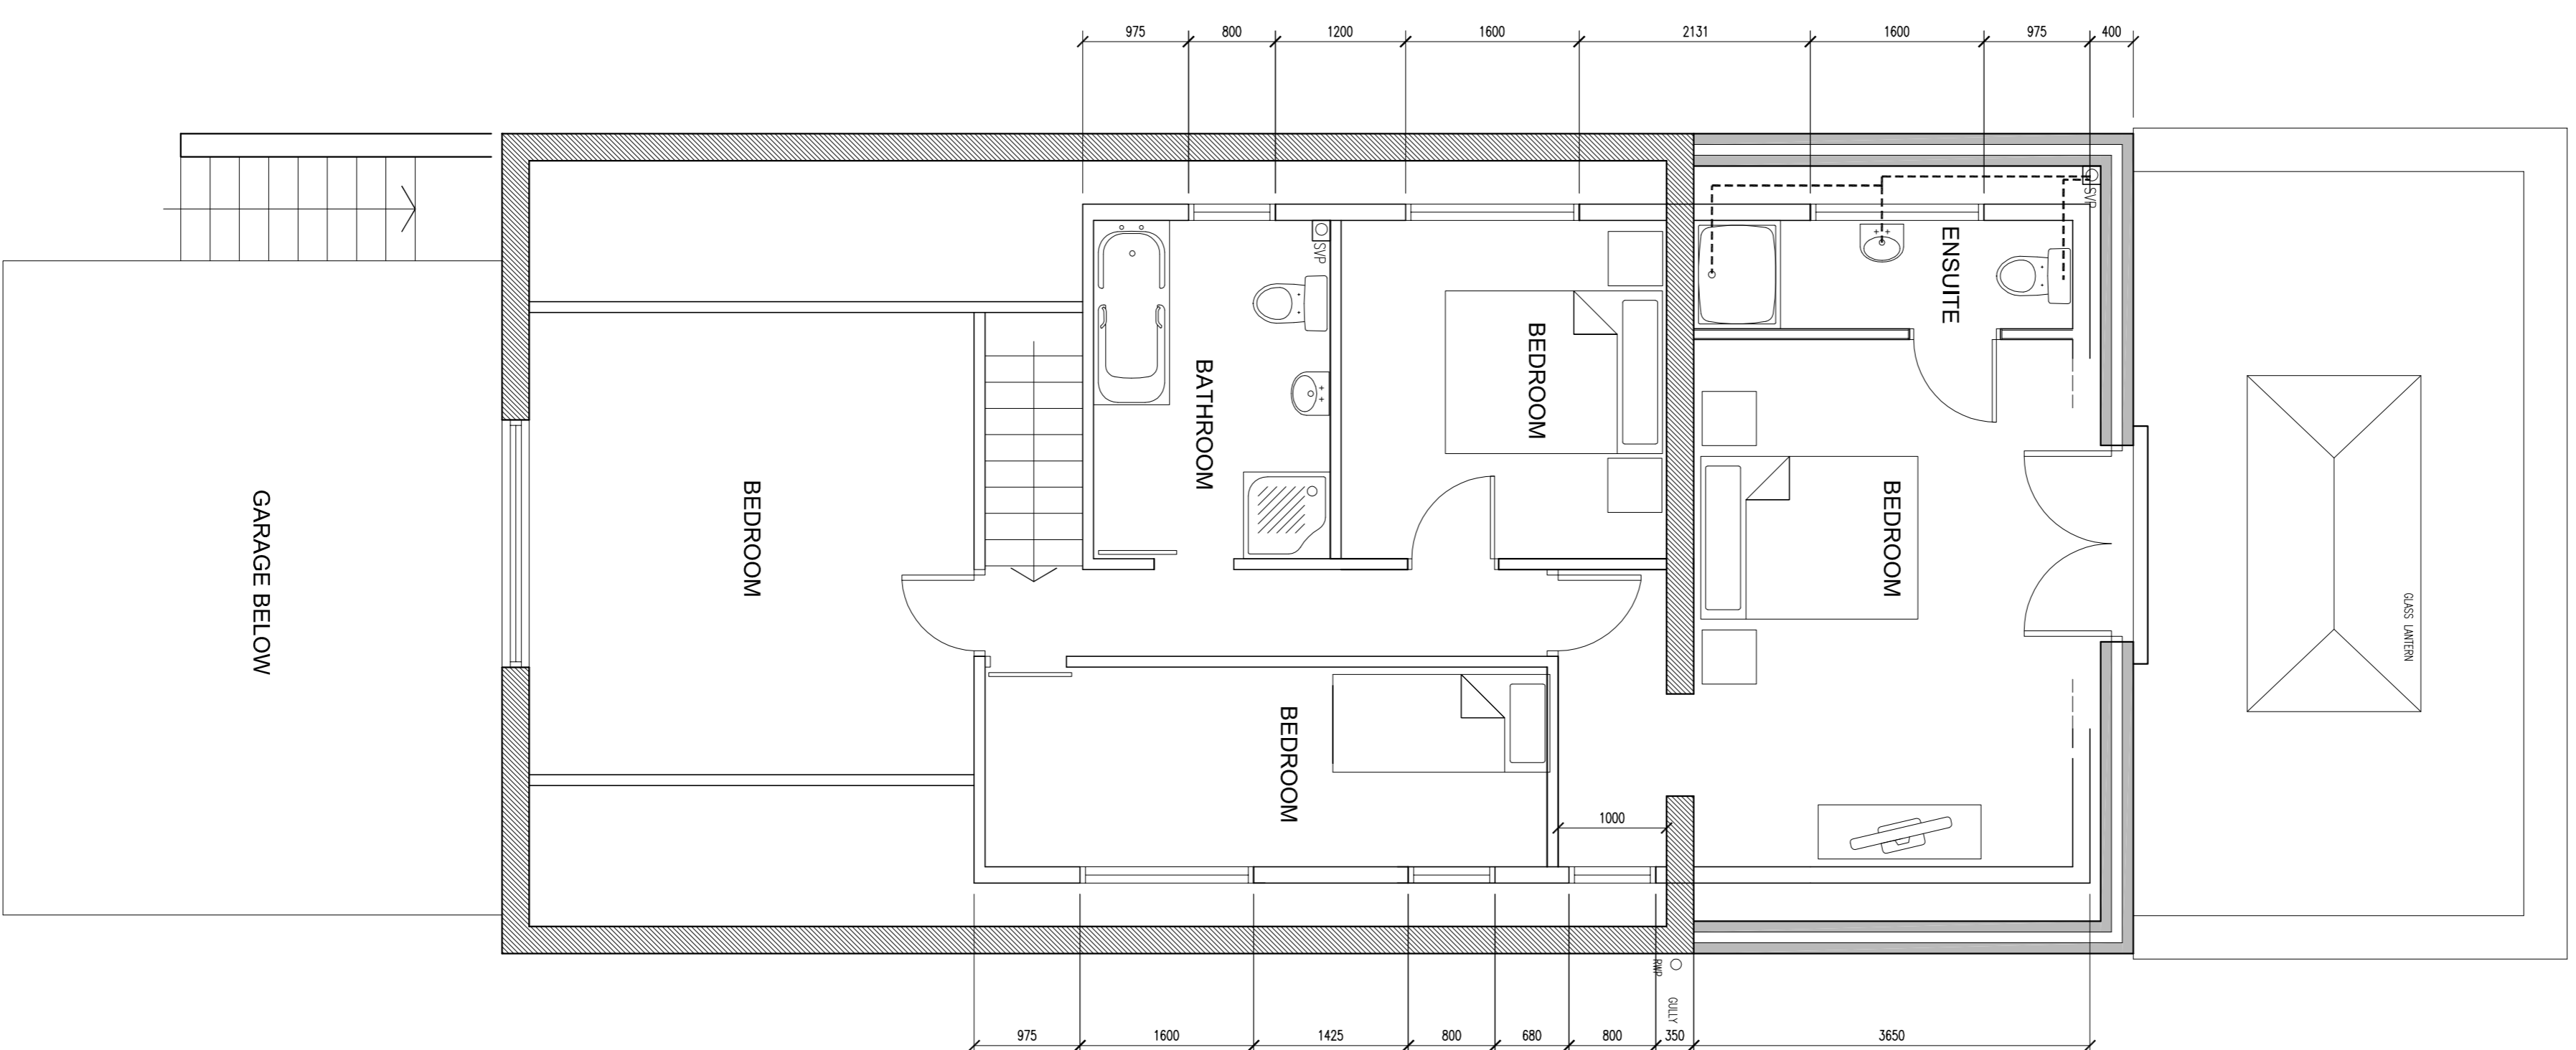 975
800
1200
1600
2131
1600
975
400
SVP
SVP
ENSUITE
BEDROOM
BATHROOM
BEDROOM
BEDROOM
GARAGE BELOW
GLASS LANTERN
BEDROOM
1000
RWP
GULLY
975
1600
1425
800
680
800
350
3650